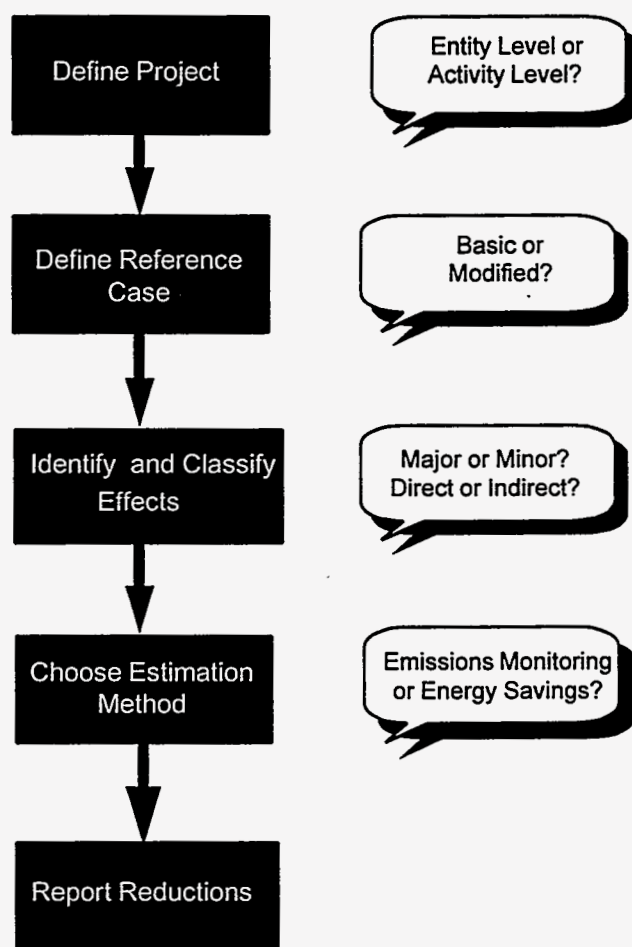 Define Project
Entity Level or
Activity Level?
Define Reference
Case
Basic or
Modified?
Identify and Classify
Effects
Major or Minor?
Direct or Indirect?
Choose Estimation
Method
Emissions Monitoring
or Energy Savings?
Report Reductions